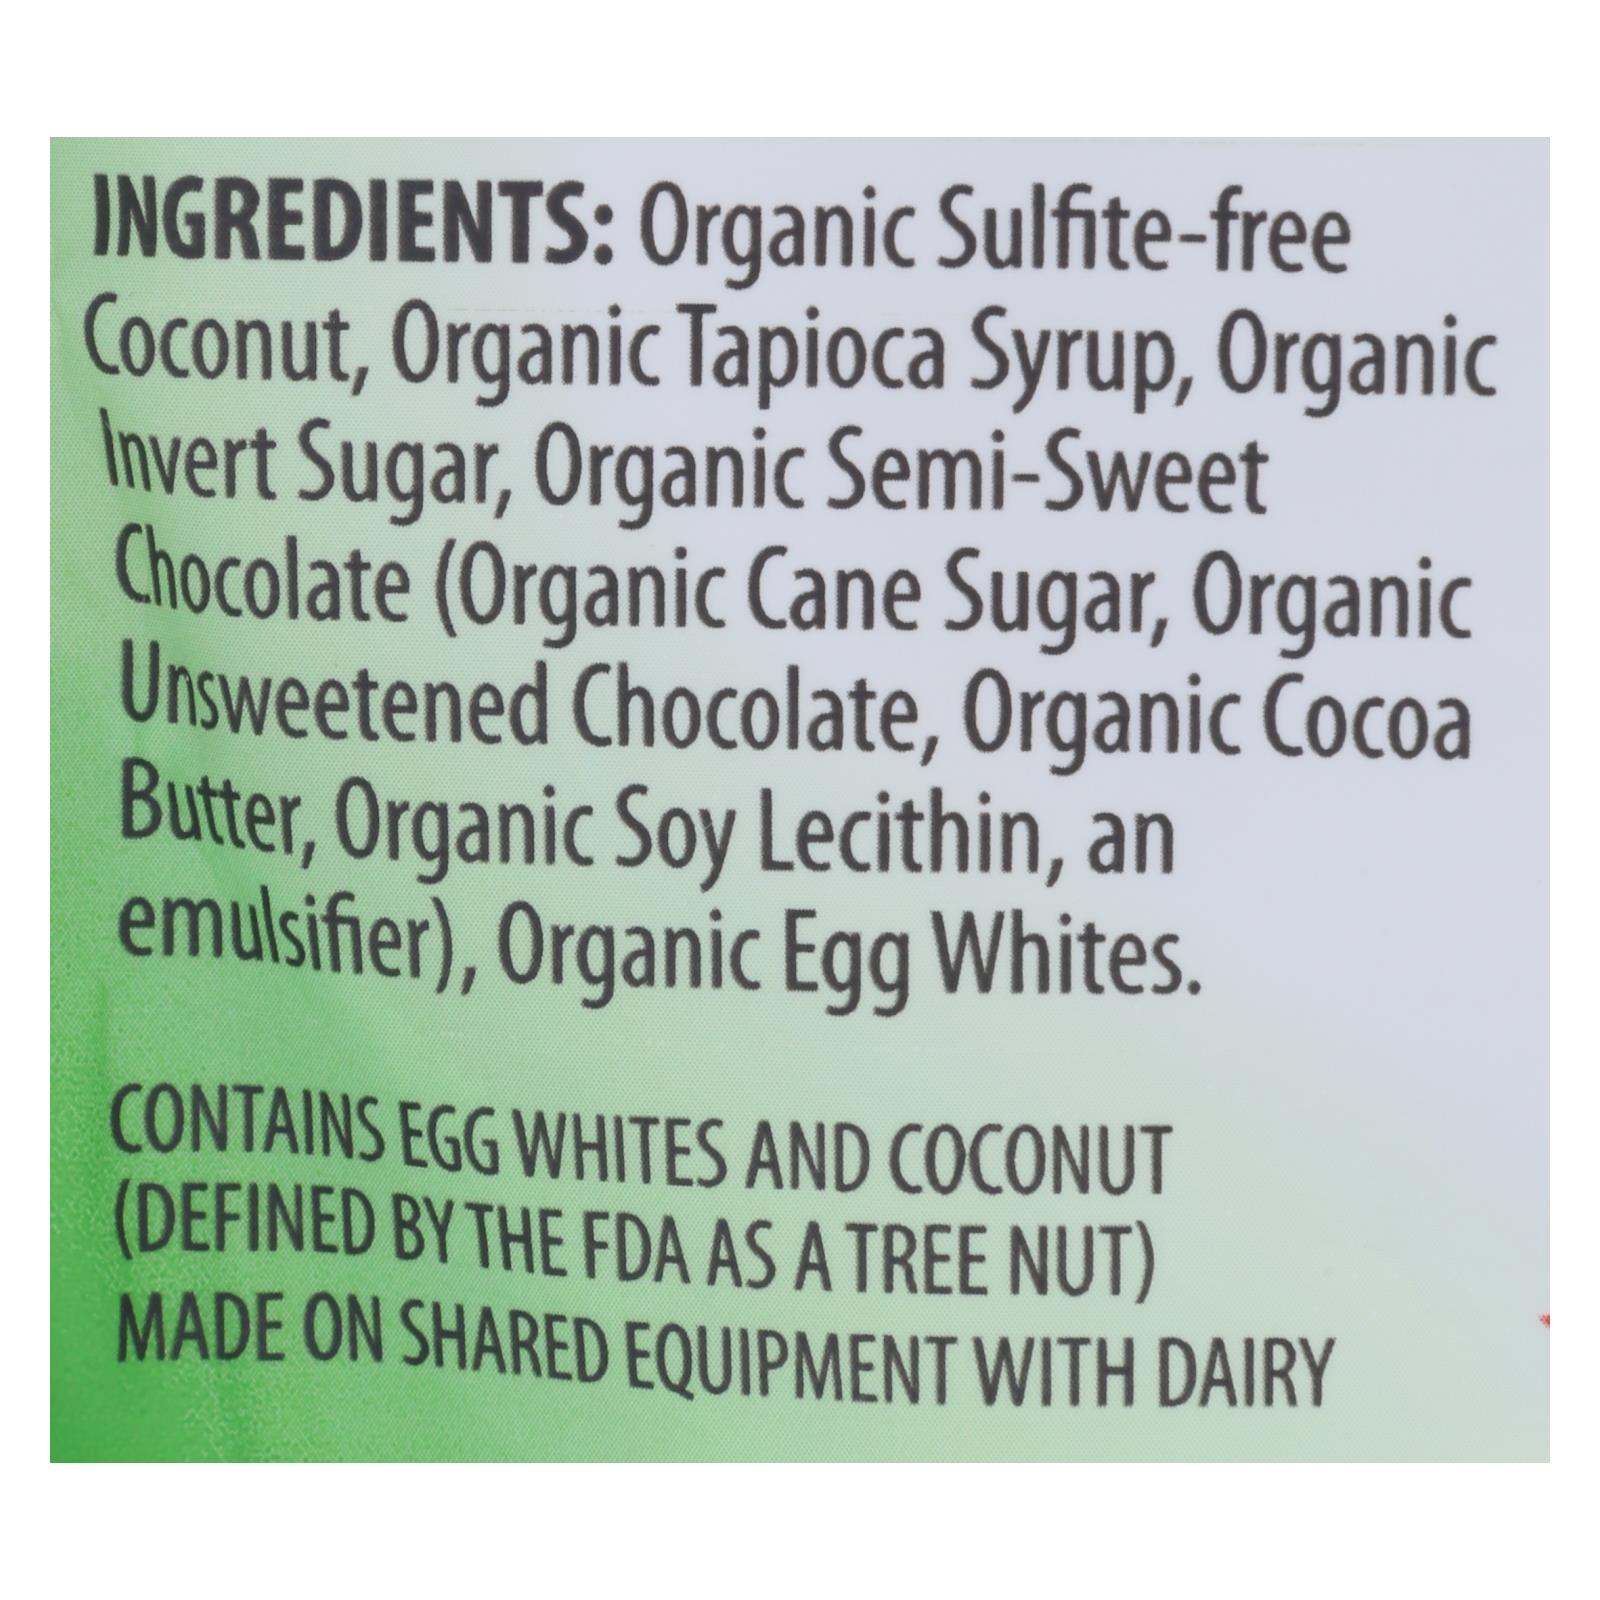 INGREDIENTS: Organic Sulfite-free
Coconut, Organic Tapioca Syrup, Organic
Invert Sugar, Organic Semi-Sweet
Chocolate (Organic Cane Sugar, Organic
Unsweetened Chocolate, Organic Cocoa
Butter, Organic Soy Lecithin, an
emulsifier), Organic Egg Whites.
CONTAINS EGG WHITES AND COCONUT
(DEFINED BY THE FDA AS A TREE NUT)
MADE ON SHARED EQUIPMENT WITH DAIRY